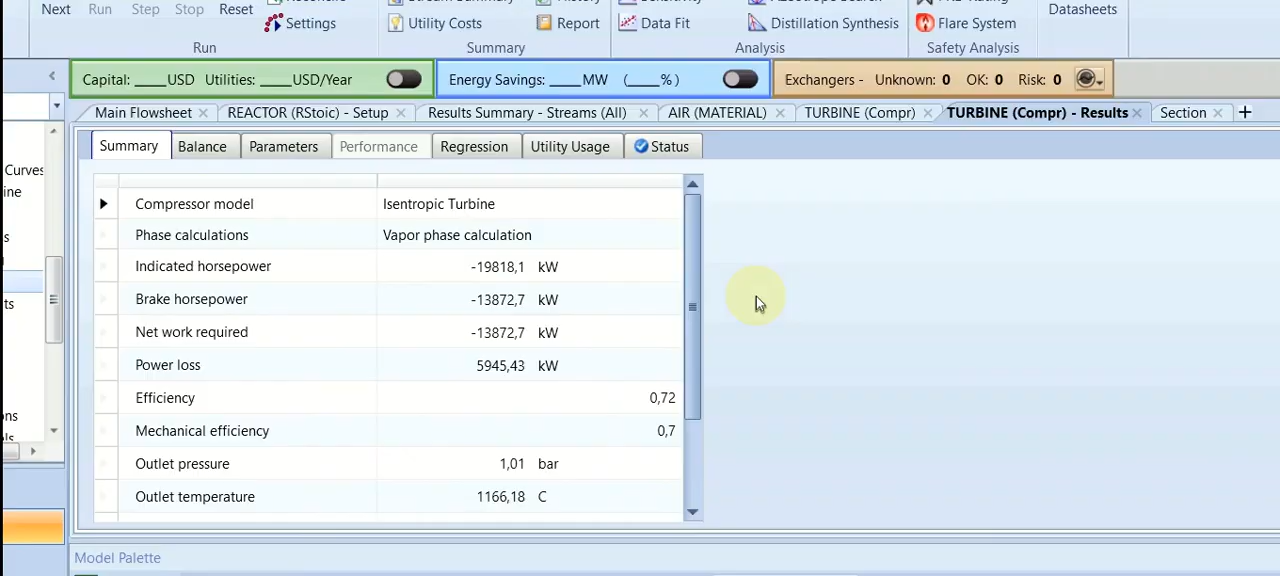 Next Run Step Stop Reset
Settings
Utility Costs Report
Data Fit Distillation Synthesis
Flare System
Datasheets
Run Summary Analysis Safety Analysis
Capital: ____USD Utilities: ____USD/Year Energy Savings: ____MW (____%) Exchangers - Unknown: 0 OK: 0 Risk: 0
Main Flowsheet REACTOR (RStoic) - Setup Results Summary - Streams (All) AIR (MATERIAL) TURBINE (Compr) TURBINE (Compr) - Results Section +
Summary Balance Parameters Performance Regression Utility Usage Status
Curves
Compressor model Isentropic Turbine
Phase calculations Vapor phase calculation
Indicated horsepower -19818,1 kW
Brake horsepower -13872,7 kW
Net work required -13872,7 kW
Power loss 5945,43 kW
Efficiency 0,72
Mechanical efficiency 0,7
Outlet pressure 1,01 bar
Outlet temperature 1166,18 C
Model Palette